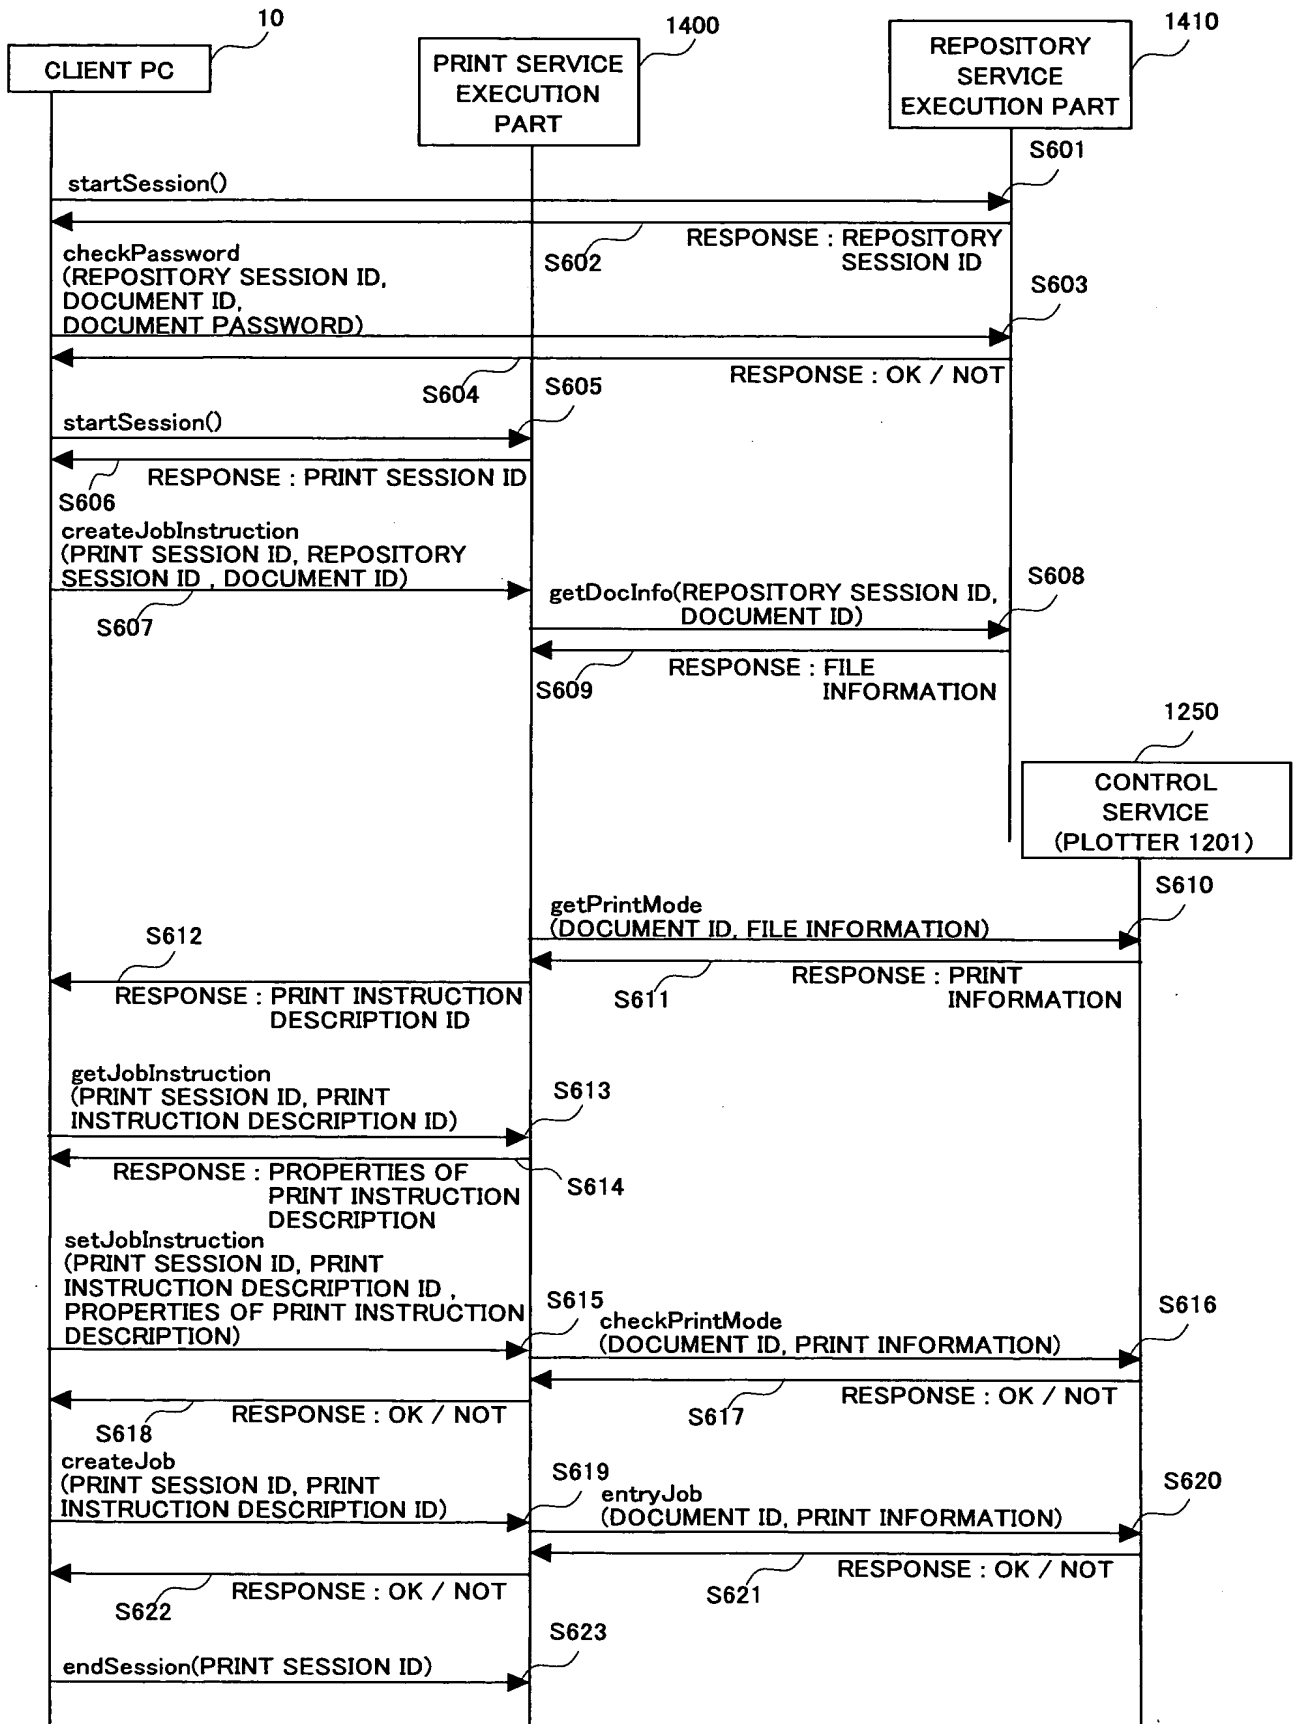 10
1400
1410
CLIENT PC
PRINT SERVICE
EXECUTION
PART
REPOSITORY
SERVICE
EXECUTION PART
S601
startSession()
RESPONSE : REPOSITORY
SESSION ID
S602
checkPassword
(REPOSITORY SESSION ID,
DOCUMENT ID,
DOCUMENT PASSWORD)
S603
RESPONSE : OK / NOT
S604
S605
startSession()
RESPONSE : PRINT SESSION ID
S606
createJobInstruction
(PRINT SESSION ID, REPOSITORY
SESSION ID , DOCUMENT ID)
S607
S608
getDocInfo(REPOSITORY SESSION ID,
DOCUMENT ID)
RESPONSE : FILE
INFORMATION
S609
1250
CONTROL
SERVICE
(PLOTTER 1201)
S610
getPrintMode
(DOCUMENT ID, FILE INFORMATION)
RESPONSE : PRINT
INFORMATION
S611
S612
RESPONSE : PRINT INSTRUCTION
DESCRIPTION ID
getJobInstruction
(PRINT SESSION ID, PRINT
INSTRUCTION DESCRIPTION ID)
S613
RESPONSE : PROPERTIES OF
PRINT INSTRUCTION
DESCRIPTION
S614
setJobInstruction
(PRINT SESSION ID, PRINT
INSTRUCTION DESCRIPTION ID ,
PROPERTIES OF PRINT INSTRUCTION
DESCRIPTION)
S615
checkPrintMode
(DOCUMENT ID, PRINT INFORMATION)
S616
RESPONSE : OK / NOT
S617
RESPONSE : OK / NOT
S618
createJob
(PRINT SESSION ID, PRINT
INSTRUCTION DESCRIPTION ID)
S619
entryJob
(DOCUMENT ID, PRINT INFORMATION)
S620
RESPONSE : OK / NOT
S621
RESPONSE : OK / NOT
S622
S623
endSession(PRINT SESSION ID)